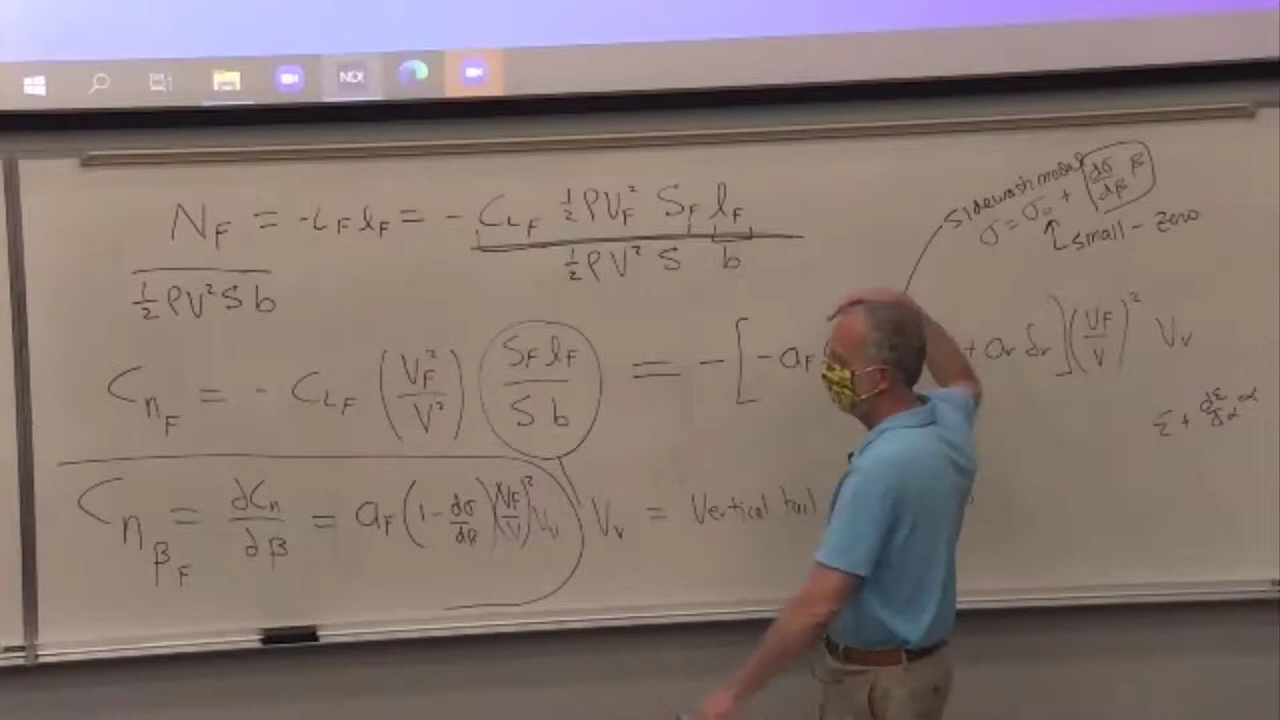 N_F = -L_F l_F = - C_{L_F} ½ρV_F² S_F l_F
½ρV²Sb ½ρV² S b
Sidewash model
σ = σ₀ + dσ/dβ β
small - zero
C_{n_F} = - C_{L_F} (V_F²/V²) S_F l_F / S b = - [-a_F + a_r δ_r] (V_F/V)² V_v
ε + dε/dα α
C_{n_{β_F}} = ∂C_n/∂β = a_F (1 - dσ/dβ)(V_F/V)² V_v
V_v = Vertical tail